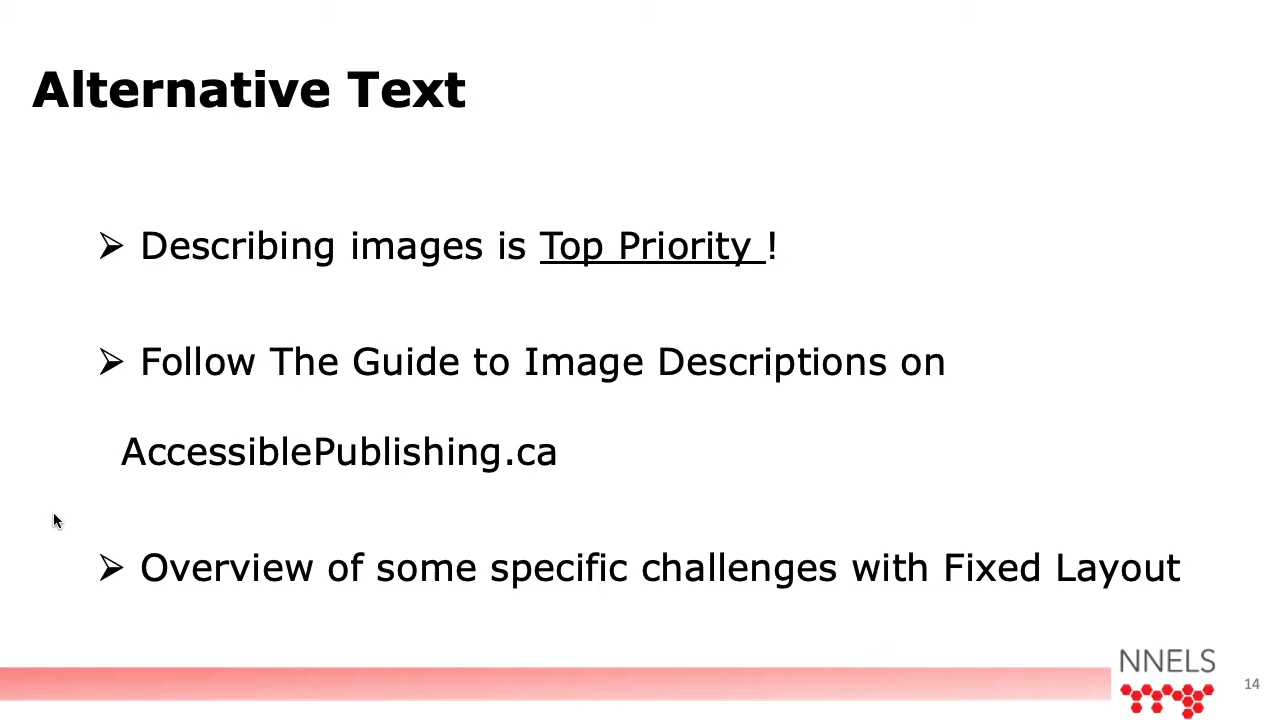 Alternative Text
➢ Describing images is Top Priority !
➢ Follow The Guide to Image Descriptions on
AccessiblePublishing.ca
➢ Overview of some specific challenges with Fixed Layout
NNELS
14